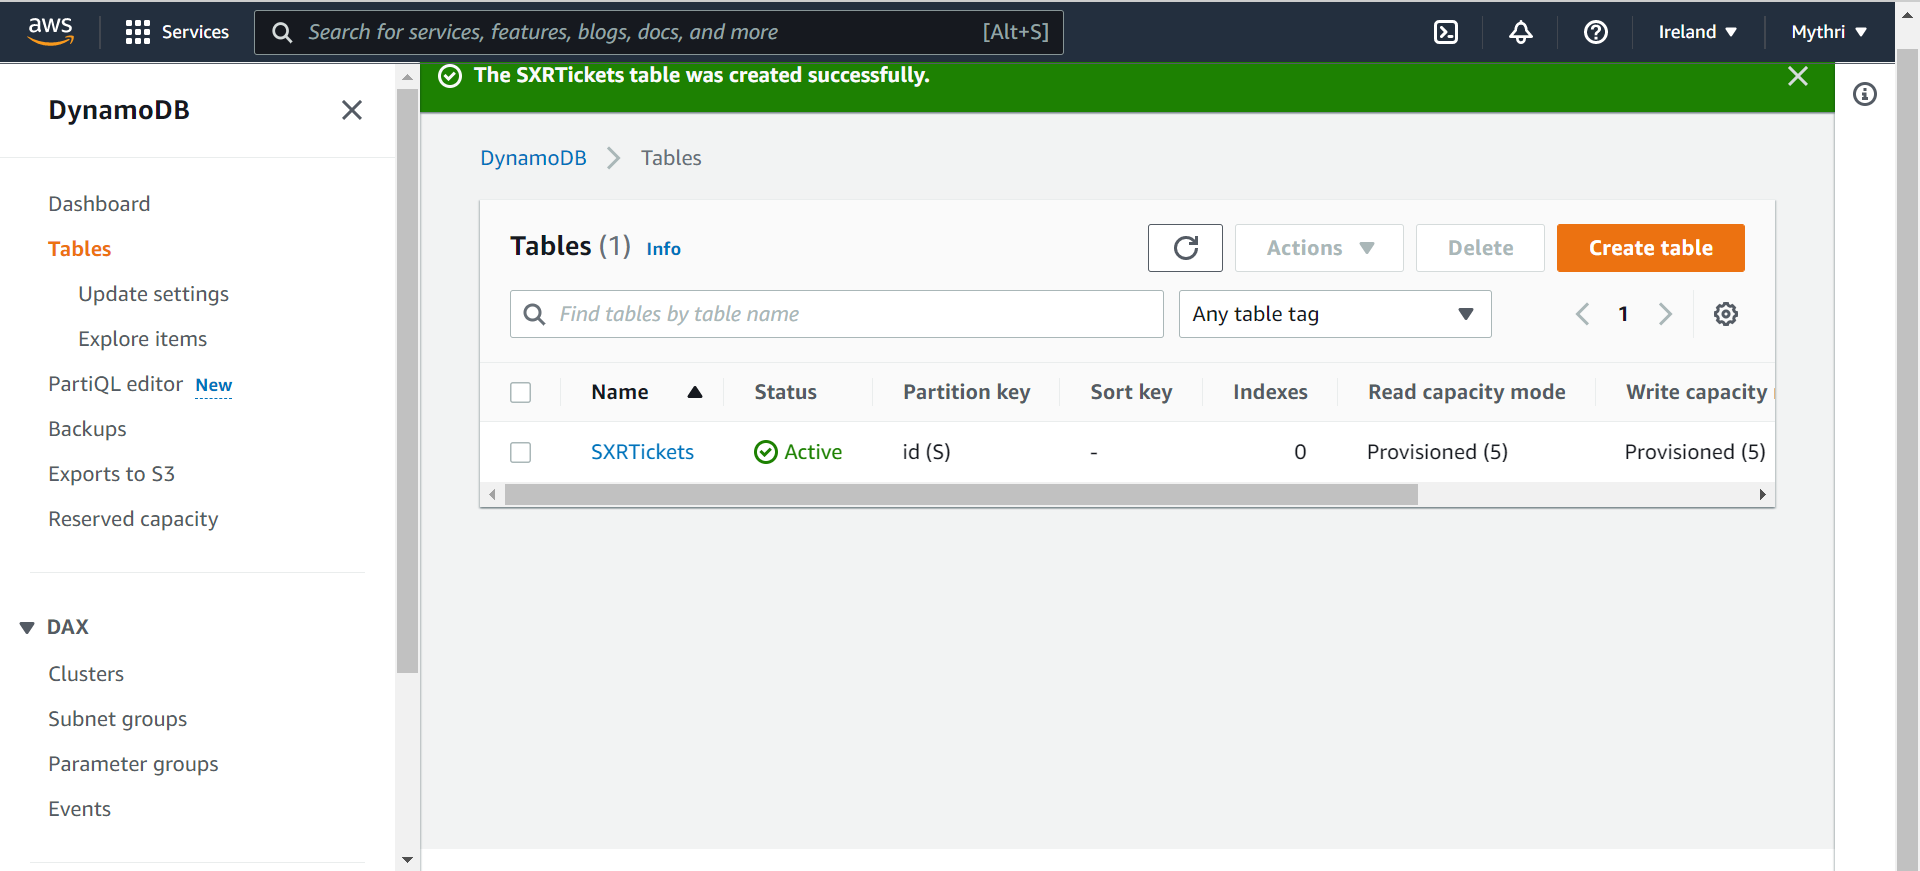 aws Services Search for services, features, blogs, docs, and more [Alt+S] Ireland Mythri
The SXRTickets table was created successfully.
DynamoDB
Dashboard
Tables
Update settings
Explore items
PartiQL editor New
Backups
Exports to S3
Reserved capacity
DAX
Clusters
Subnet groups
Parameter groups
Events
DynamoDB Tables
Tables (1) Info Actions Delete Create table
Find tables by table name Any table tag 1
Name Status Partition key Sort key Indexes Read capacity mode Write capacity
SXRTickets Active id (S) - 0 Provisioned (5) Provisioned (5)